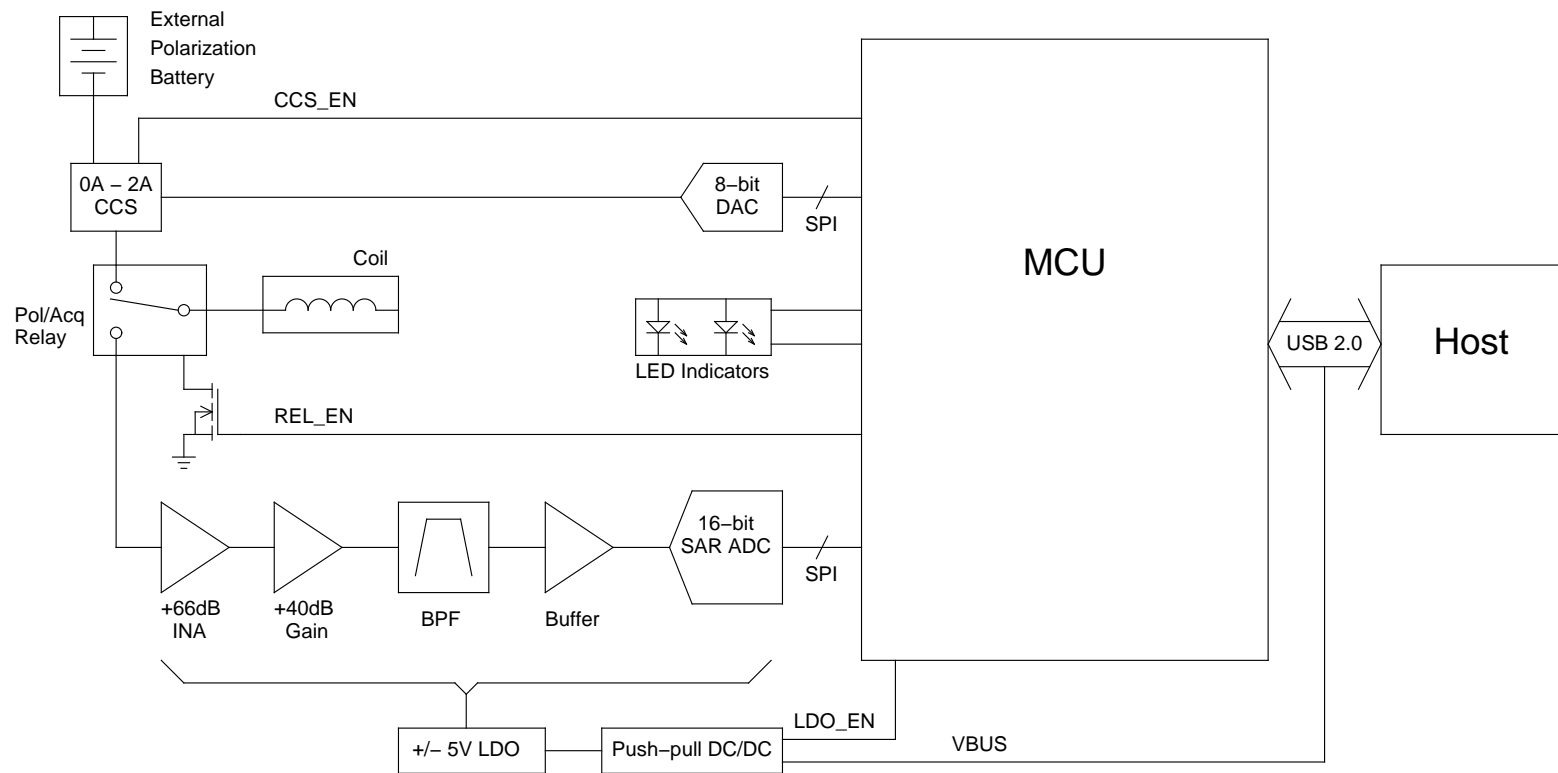 External
Polarization
Battery
CCS_EN
0A – 2A
CCS
8–bit
DAC
SPI
MCU
Coil
Pol/Acq
Relay
LED Indicators
USB 2.0
Host
REL_EN
16–bit
SAR ADC
SPI
+66dB
INA
+40dB
Gain
BPF
Buffer
LDO_EN
+/– 5V LDO
Push–pull DC/DC
VBUS